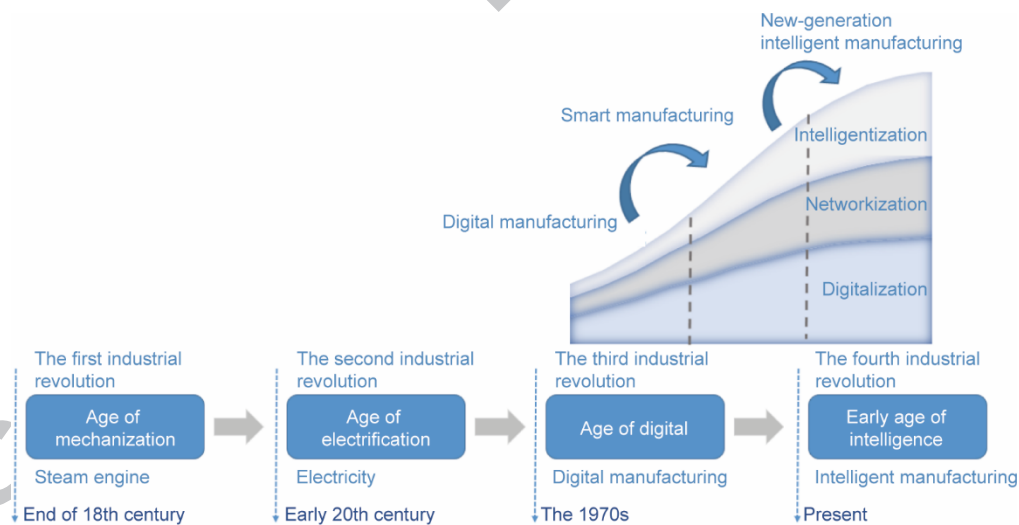 New-generation
intelligent manufacturing
Smart manufacturing
Intelligentization
Networkization
Digital manufacturing
Digitalization
The first industrial
revolution
The second industrial
revolution
The third industrial
revolution
The fourth industrial
revolution
Age of
mechanization
Age of
electrification
Age of digital
Early age of
intelligence
Steam engine
Electricity
Digital manufacturing
Intelligent manufacturing
End of 18th century
Early 20th century
The 1970s
Present